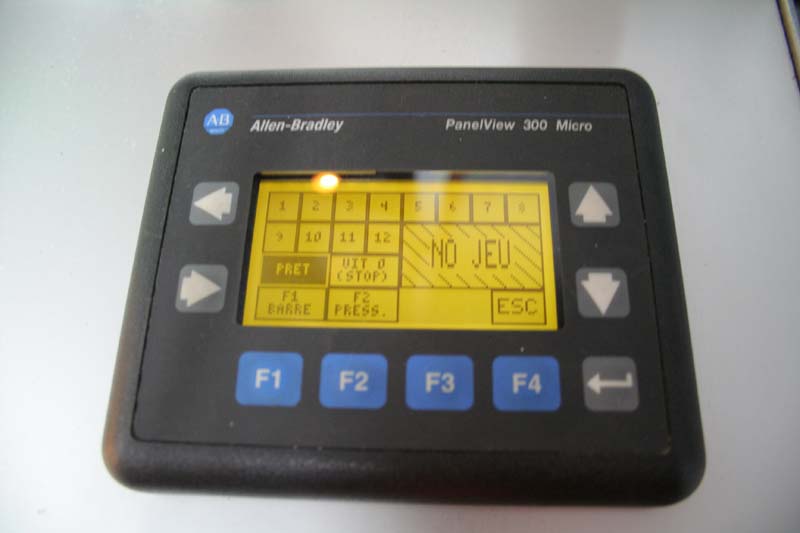 AB
Allen-Bradley
PanelView 300 Micro
1 2 3 4 5 6 7 8
9 10 11 12
NO JEU
PRET
VIT 0
(STOP)
F1
BARRE
F2
PRESS.
ESC
F1 F2 F3 F4